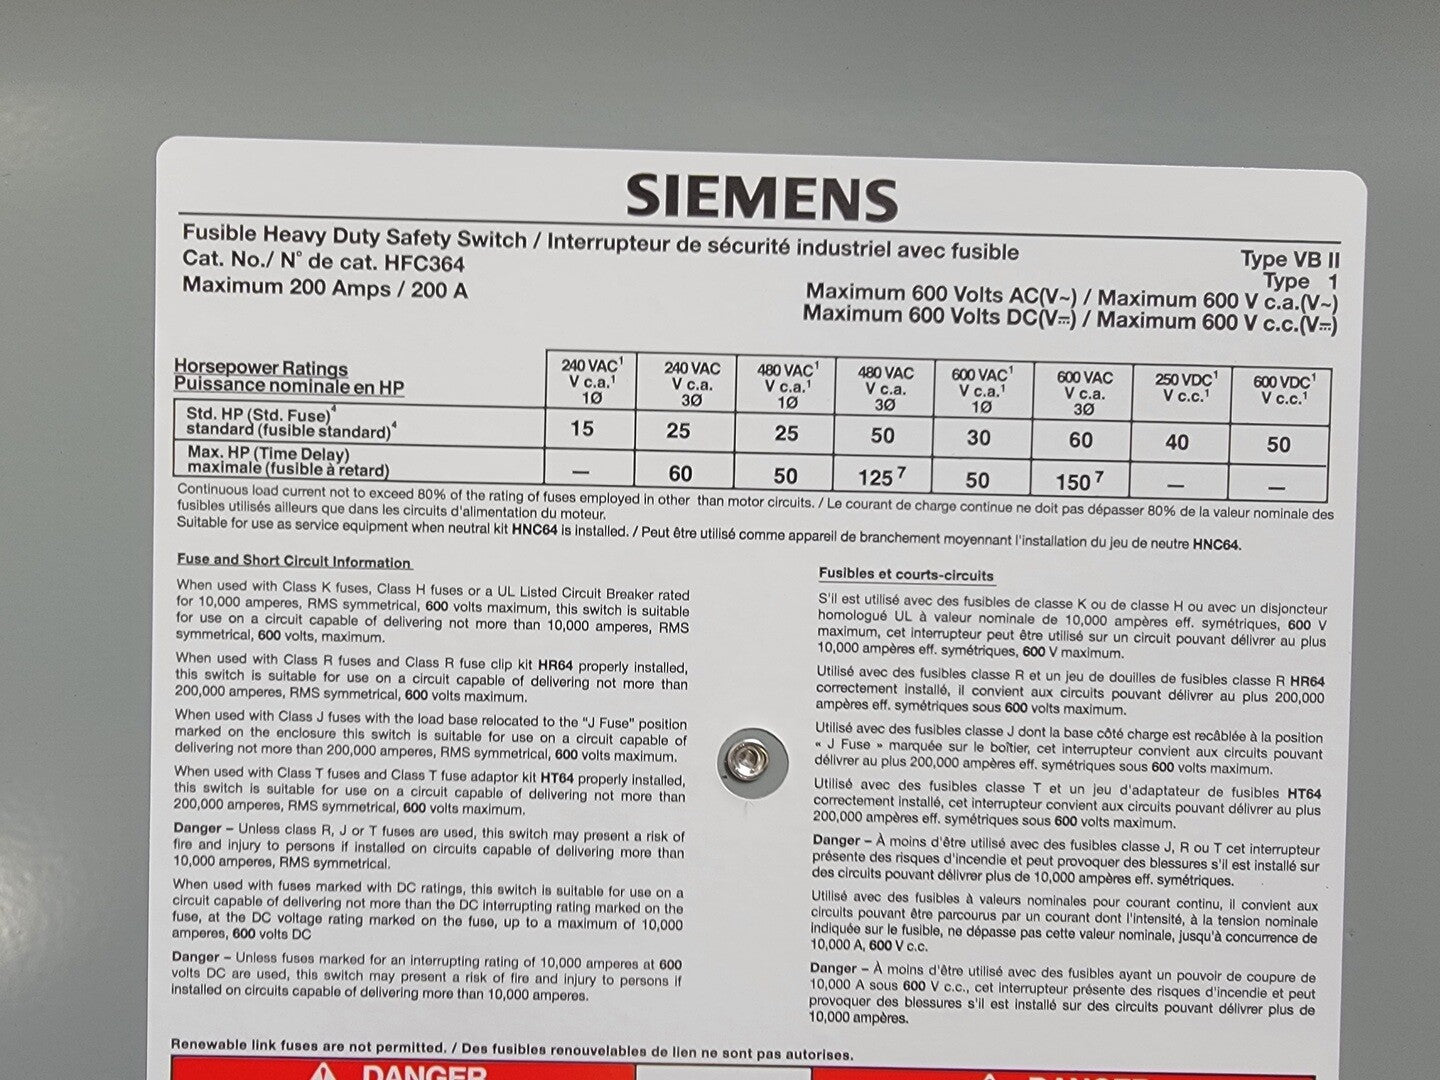 SIEMENS
Fusible Heavy Duty Safety Switch / Interrupteur de sécurité industriel avec fusible
Cat. No./ N° de cat. HFC364
Maximum 200 Amps / 200 A
Type VB II
Type 1
Maximum 600 Volts AC(V~) / Maximum 600 V c.a.(V~)
Maximum 600 Volts DC(V⎓) / Maximum 600 V c.c.(V⎓)
Horsepower Ratings
Puissance nominale en HP
240 VAC¹ V c.a.¹ 1Ø
240 VAC V c.a. 3Ø
480 VAC¹ V c.a.¹ 1Ø
480 VAC V c.a. 3Ø
600 VAC¹ V c.a.¹ 1Ø
600 VAC V c.a. 3Ø
250 VDC¹ V c.c.¹
600 VDC¹ V c.c.¹
Std. HP (Std. Fuse)⁴
standard (fusible standard)⁴
15 25 25 50 30 60 40 50
Max. HP (Time Delay)
maximale (fusible à retard)
— 60 50 125⁷ 50 150⁷ — —
Continuous load current not to exceed 80% of the rating of fuses employed in other than motor circuits. / Le courant de charge continue ne doit pas dépasser 80% de la valeur nominale des
fusibles utilisés ailleurs que dans les circuits d'alimentation du moteur.
Suitable for use as service equipment when neutral kit HNC64 is installed. / Peut être utilisé comme appareil de branchement moyennant l'installation du jeu de neutre HNC64.
Fuse and Short Circuit Information
When used with Class K fuses, Class H fuses or a UL Listed Circuit Breaker rated
for 10,000 amperes, RMS symmetrical, 600 volts maximum, this switch is suitable
for use on a circuit capable of delivering not more than 10,000 amperes, RMS
symmetrical, 600 volts, maximum.
When used with Class R fuses and Class R fuse clip kit HR64 properly installed,
this switch is suitable for use on a circuit capable of delivering not more than
200,000 amperes, RMS symmetrical, 600 volts maximum.
When used with Class J fuses with the load base relocated to the "J Fuse" position
marked on the enclosure this switch is suitable for use on a circuit capable of
delivering not more than 200,000 amperes, RMS symmetrical, 600 volts maximum.
When used with Class T fuses and Class T fuse adaptor kit HT64 properly installed,
this switch is suitable for use on a circuit capable of delivering not more than
200,000 amperes, RMS symmetrical, 600 volts maximum.
Danger – Unless class R, J or T fuses are used, this switch may present a risk of
fire and injury to persons if installed on circuits capable of delivering more than
10,000 amperes, RMS symmetrical.
When used with fuses marked with DC ratings, this switch is suitable for use on a
circuit capable of delivering not more than the DC interrupting rating marked on the
fuse, at the DC voltage rating marked on the fuse, up to a maximum of 10,000
amperes, 600 volts DC
Danger – Unless fuses marked for an interrupting rating of 10,000 amperes at 600
volts DC are used, this switch may present a risk of fire and injury to persons if
installed on circuits capable of delivering more than 10,000 amperes.
Fusibles et courts-circuits
S'il est utilisé avec des fusibles de classe K ou de classe H ou avec un disjoncteur
homologué UL à valeur nominale de 10,000 ampères eff. symétriques, 600 V
maximum, cet interrupteur peut être utilisé sur un circuit pouvant délivrer au plus
10,000 ampères eff. symétriques, 600 V maximum.
Utilisé avec des fusibles classe R et un jeu de douilles de fusibles classe R HR64
correctement installé, il convient aux circuits pouvant délivrer au plus 200,000
ampères eff. symétriques sous 600 volts maximum.
Utilisé avec des fusibles classe J dont la base côté charge est recâblée à la position
« J Fuse » marquée sur le boîtier, cet interrupteur convient aux circuits pouvant
délivrer au plus 200,000 ampères eff. symétriques sous 600 volts maximum.
Utilisé avec des fusibles classe T et un jeu d'adaptateur de fusibles HT64
correctement installé, cet interrupteur convient aux circuits pouvant délivrer au plus
200,000 ampères eff. symétriques sous 600 volts maximum.
Danger – À moins d'être utilisé avec des fusibles classe J, R ou T cet interrupteur
présente des risques d'incendie et peut provoquer des blessures s'il est installé sur
des circuits pouvant délivrer plus de 10,000 ampères eff. symétriques.
Utilisé avec des fusibles à valeurs nominales pour courant continu, il convient aux
circuits pouvant être parcourus par un courant dont l'intensité, à la tension nominale
indiquée sur le fusible, ne dépasse pas cette valeur nominale, jusqu'à concurrence de
10,000 A, 600 V c.c.
Danger – À moins d'être utilisé avec des fusibles ayant un pouvoir de coupure de
10,000 A sous 600 V c.c., cet interrupteur présente des risques d'incendie et peut
provoquer des blessures s'il est installé sur des circuits pouvant délivrer plus de
10,000 ampères.
Renewable link fuses are not permitted. / Des fusibles renouvelables de lien ne sont pas autorises.
DANGER
DANGER